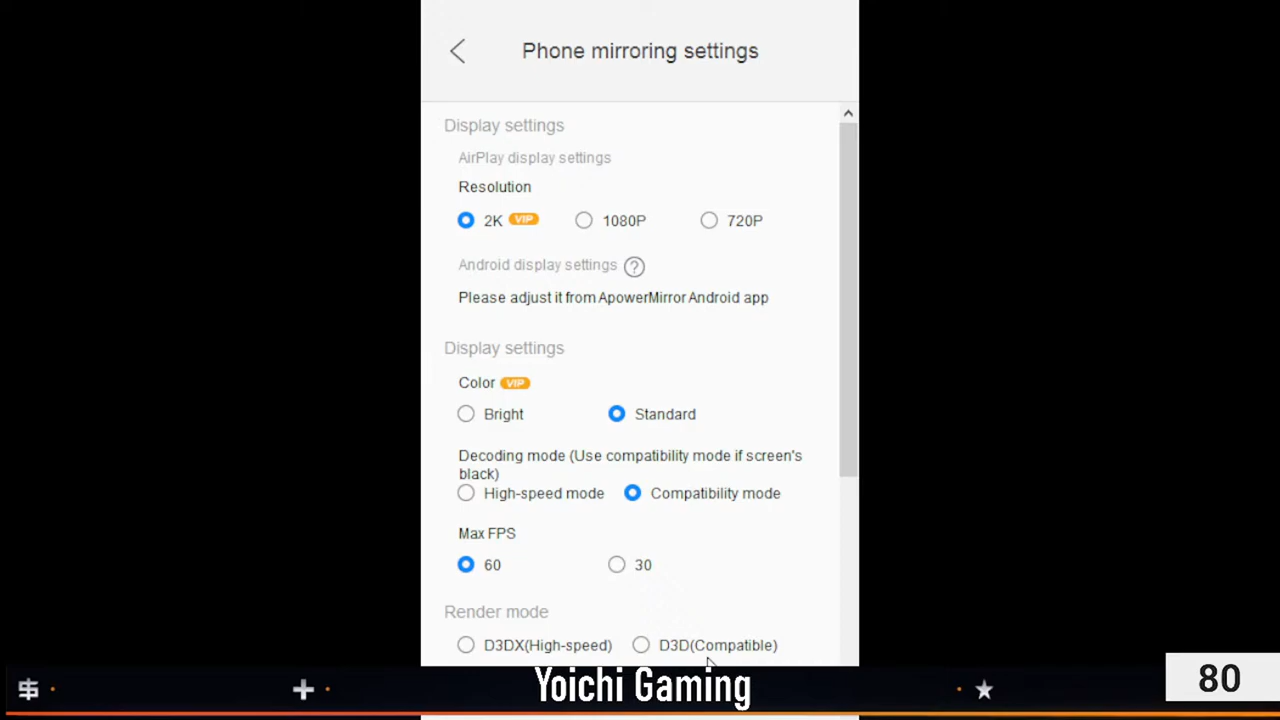 Phone mirroring settings
Display settings
AirPlay display settings
Resolution
2K VIP 1080P 720P
Android display settings ?
Please adjust it from ApowerMirror Android app
Display settings
Color VIP
Bright Standard
Decoding mode (Use compatibility mode if screen's
black)
High-speed mode Compatibility mode
Max FPS
60 30
Render mode
D3DX(High-speed) D3D(Compatible)
Yoichi Gaming
80